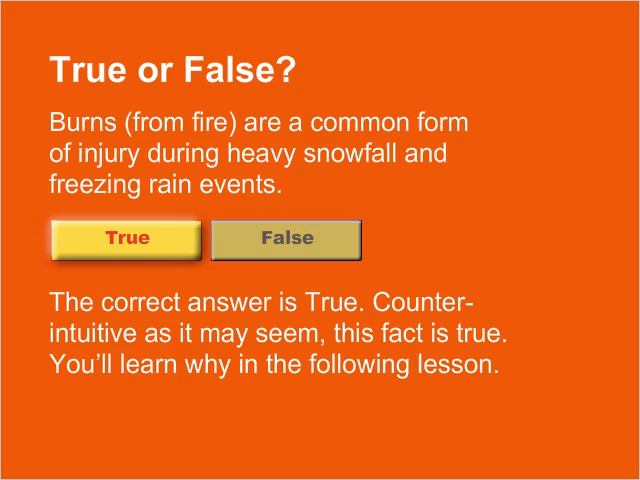 True or False?
Burns (from fire) are a common form
of injury during heavy snowfall and
freezing rain events.
True False
The correct answer is True. Counter-
intuitive as it may seem, this fact is true.
You’ll learn why in the following lesson.